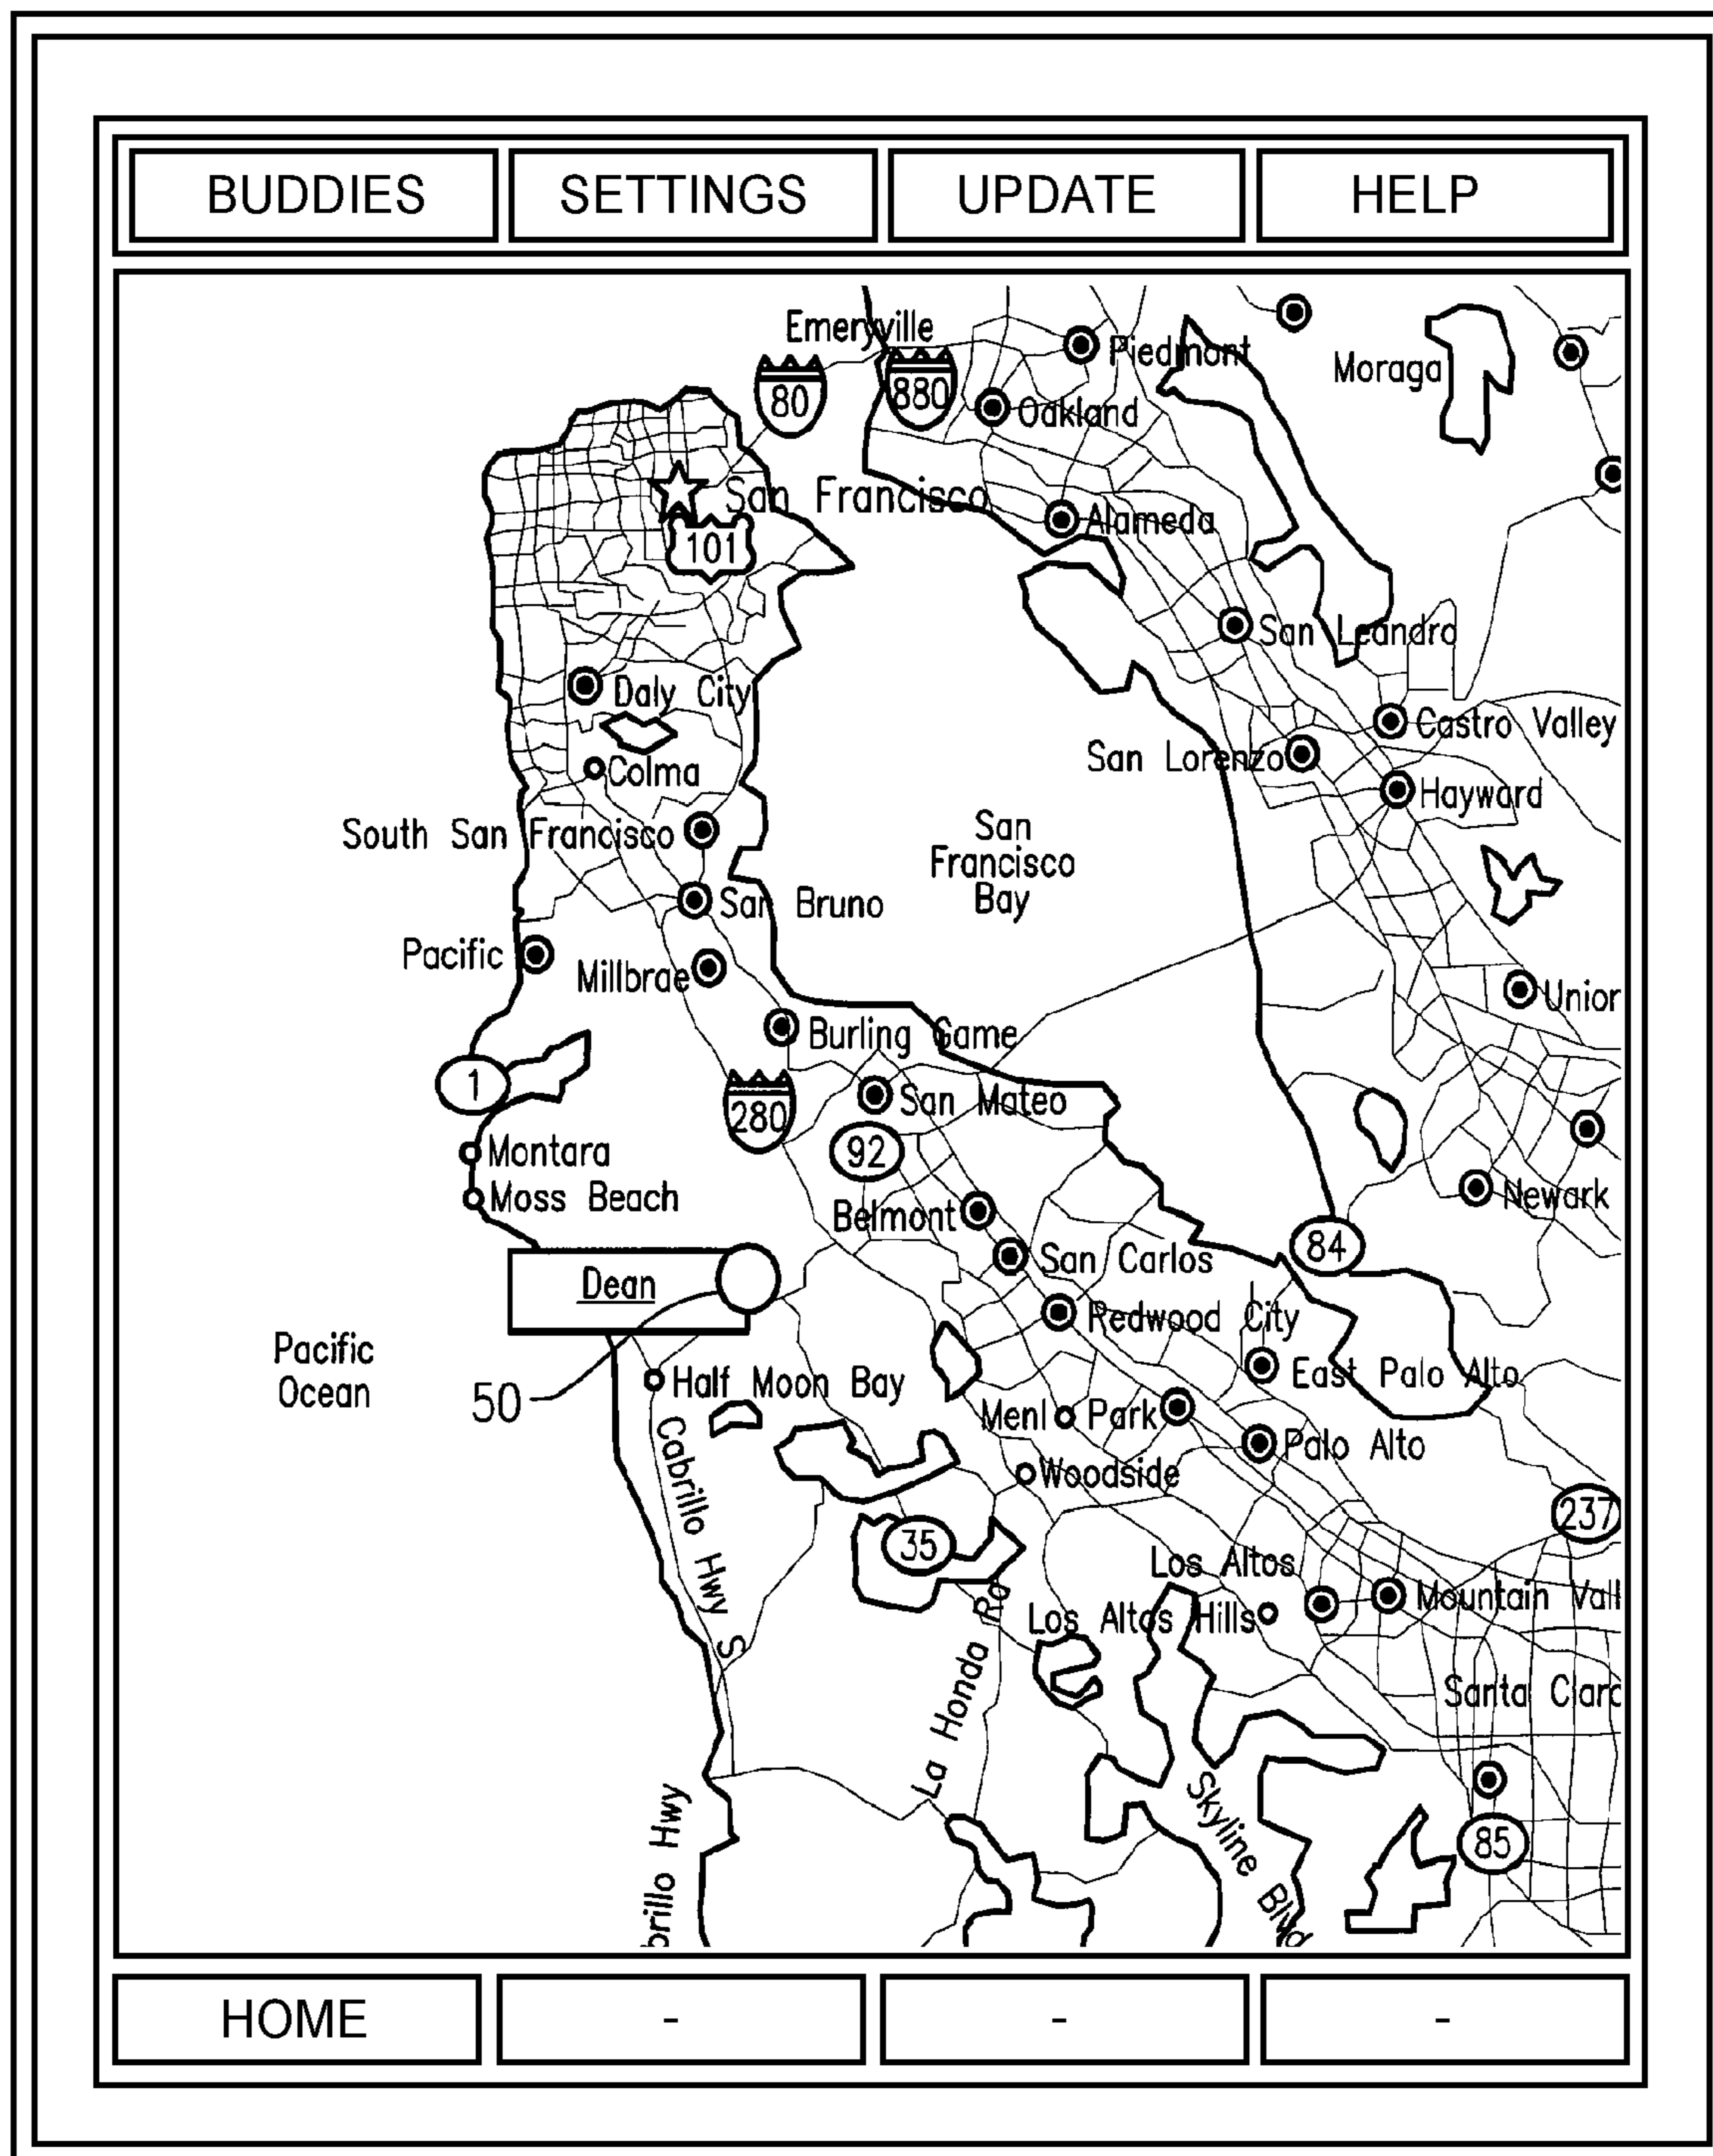 BUDDIES
SETTINGS
UPDATE
HELP
Emeryville
Piedmont
Moraga
80
880
Oakland
San Francisco
Alameda
101
San Leandro
Daly City
Castro Valley
San Lorenzo
Colma
Hayward
South San Francisco
San
Francisco
Bay
San Bruno
Pacific
Millbrae
Unior
Burling Game
1
280
San Mateo
92
Montara
Moss Beach
Newark
Belmont
84
San Carlos
Dean
Redwood City
Pacific
Ocean
East Palo Alto
50
Half Moon Bay
Menl Park
Palo Alto
Woodside
Cabrillo Hwy S
237
35
Los Altos
Mountain Vall
Los Altos Hills
La Honda Rd
Santa Clarc
Skyline Blvd
brillo Hwy
85
HOME
-
-
-